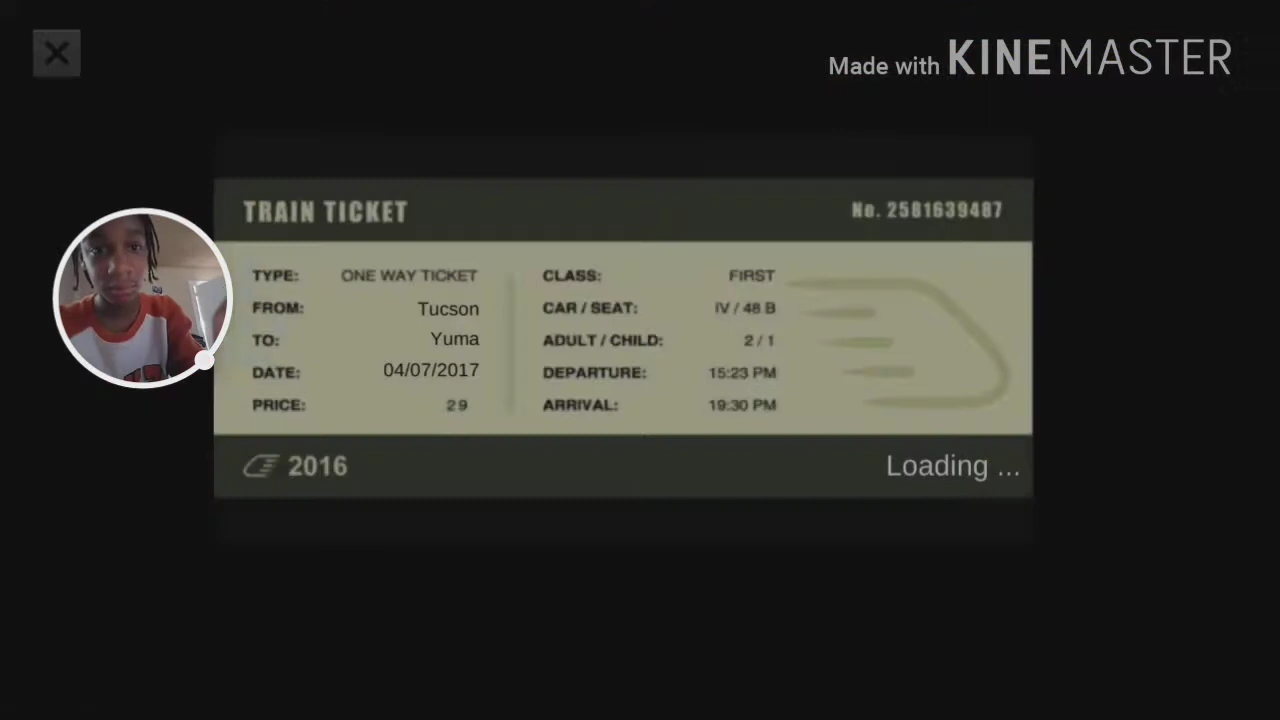 Made with KINEMASTER
TRAIN TICKET
No. 2581639487
TYPE: ONE WAY TICKET
FROM: Tucson
TO: Yuma
DATE: 04/07/2017
PRICE: 29
CLASS: FIRST
CAR / SEAT: IV / 48 B
ADULT / CHILD: 2 / 1
DEPARTURE: 15:23 PM
ARRIVAL: 19:30 PM
2016
Loading ...